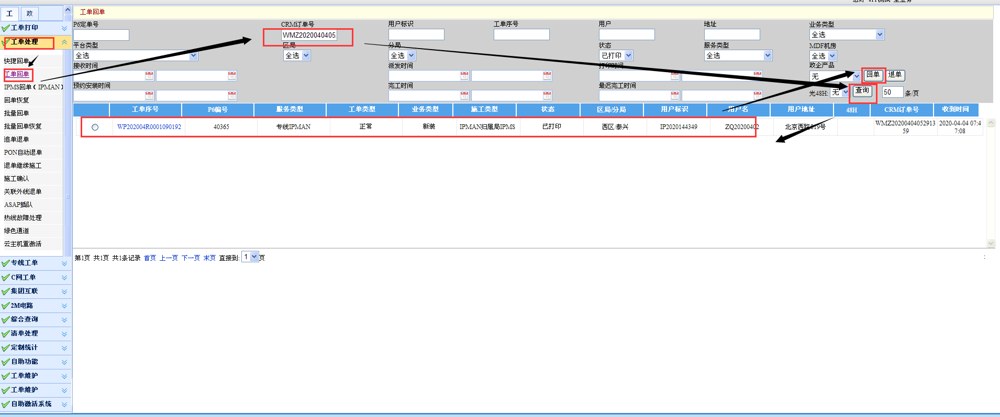 工 政
工单打印
工单处理
快捷回单
工单回单
IPMS回单 ( IPMAN )
回单恢复
批量回单
批量回单恢复
追单退单
PON自动退单
退单继续施工
施工确认
关联外线退单
ASAP插队
热线故障处理
绿色通道
云主机重激活
专线工单
C网工单
集团互联
2M电路
综合查询
清单处理
定制统计
自助功能
工单维护
工单维护
自助激活系统
工单回单
P6定单号 CRM订单号 用户标识 工单序号 用户 地址 业务类型
WMZ2020040405 全选
平台类型 区局 分局 状态 服务类型 MDF机房
全选 全选 全选 已打印 全选 全选
接收时间 派发时间 打印时间 政企产品
无 回单 退单
预约安装时间 完工时间 最迟完工时间
光48H: 无 查询 50 条/页
工单序号 P6编号 服务类型 工单类型 业务类型 施工类型 状态 区局/分局 用户标识 用户名 用户地址 48H CRM订单号 收到时间
WP202004R0001090192 40365 专线IPMAN 正常 新装 IPMAN归属局IPMS 已打印 西区/泰兴 IP2020144349 ZQ20200402 北京西路819号 WMZ20200404052913 2020-04-04 07:4
59 7:08
第1页 共1页 共1条记录 首页 上一页 下一页 末页 直接到: 1 页
: